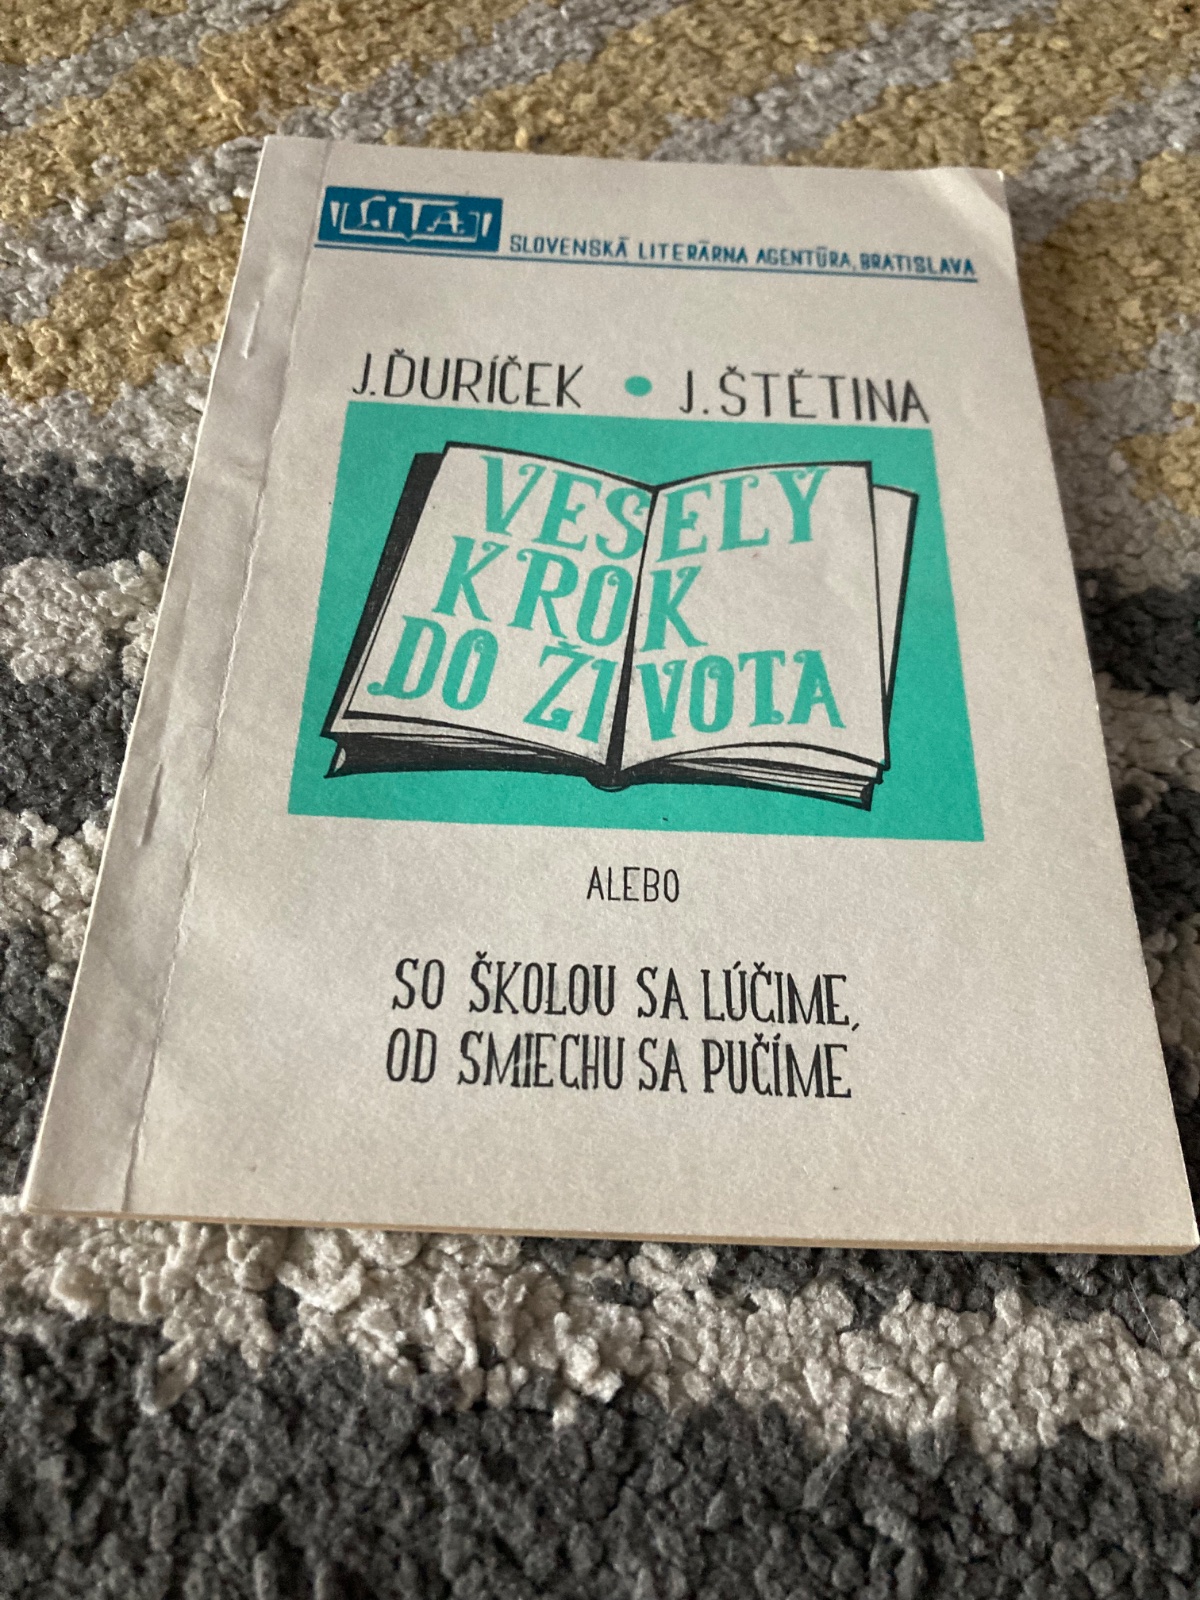 LITA
SLOVENSKÁ LITERÁRNA AGENTÚRA, BRATISLAVA
J. ĎURÍČEK • J. ŠTĚTINA
VESELÝ
KROK
DO ŽIVOTA
ALEBO
SO ŠKOLOU SA LÚČIME,
OD SMIECHU SA PUČÍME